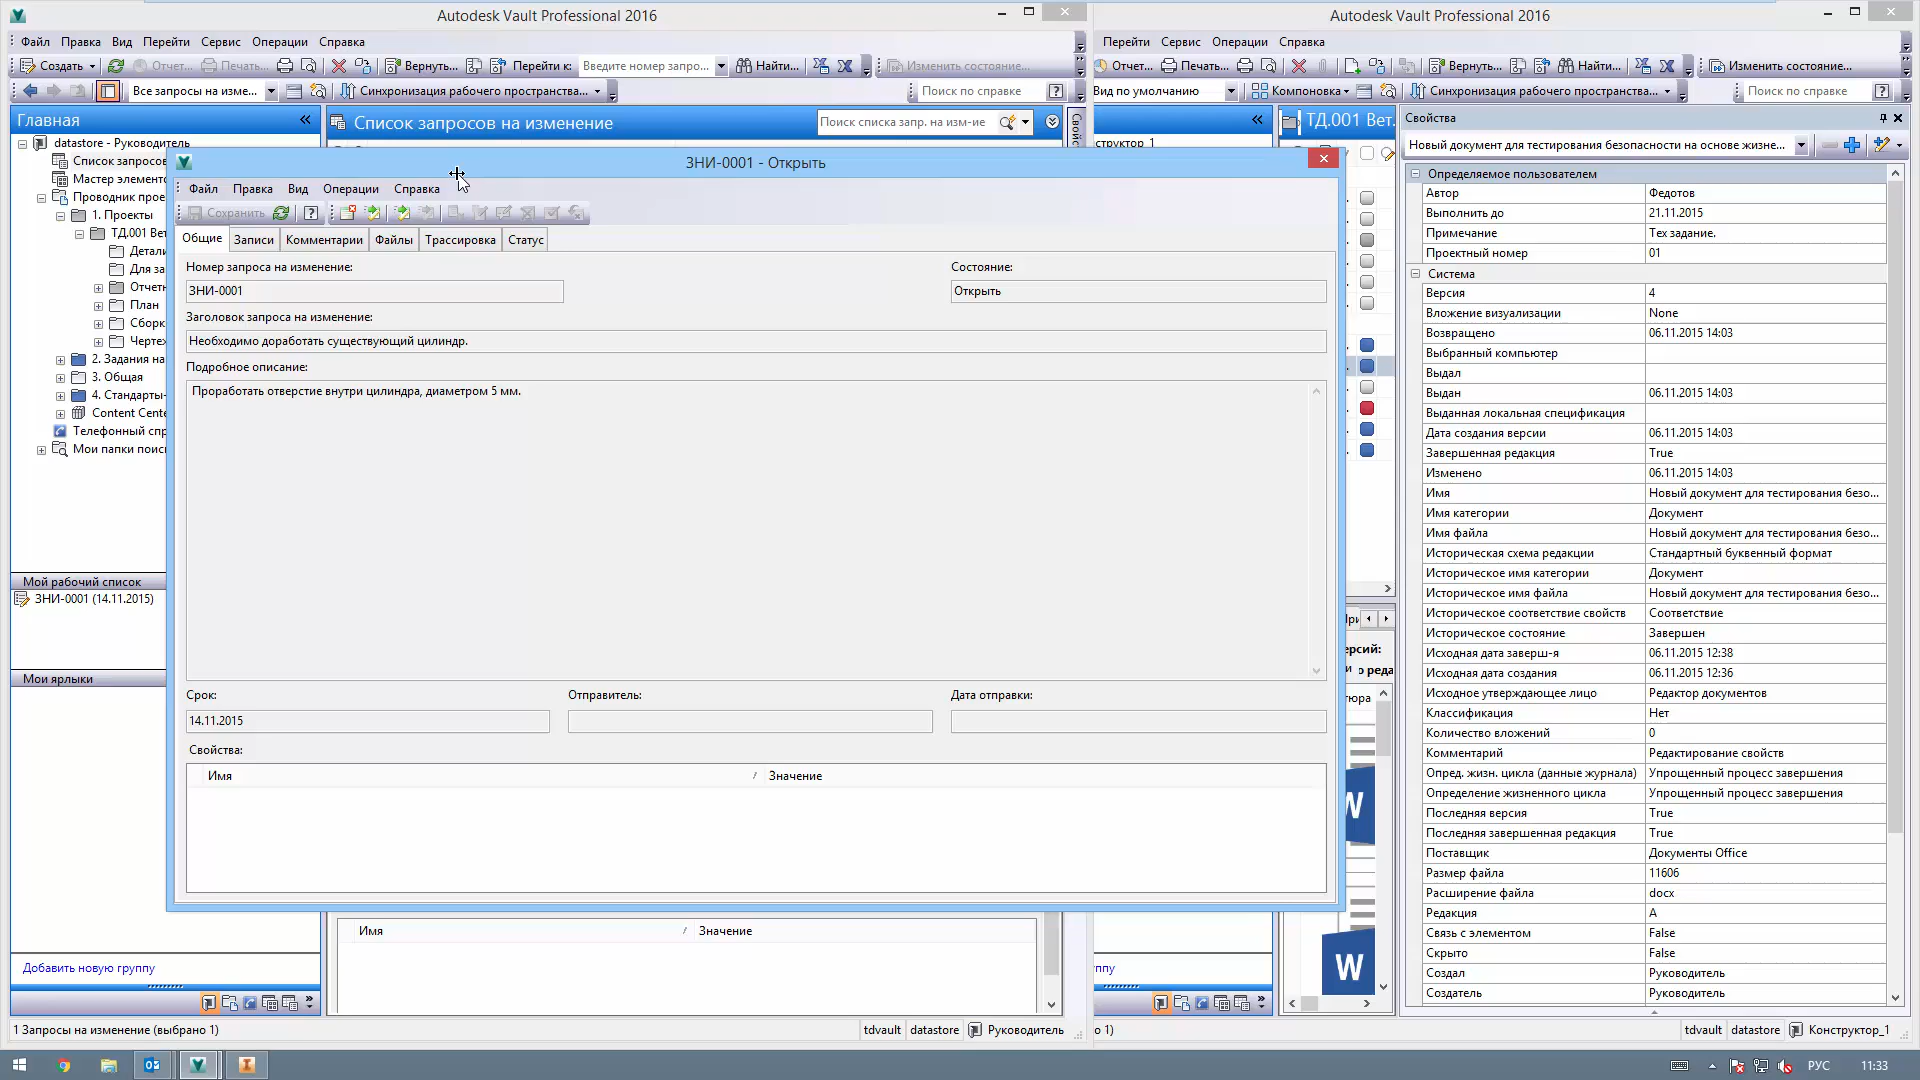 Autodesk Vault Professional 2016
Файл Правка Вид Перейти Сервис Операции Справка
Создать Отчет... Печать... Вернуть... Перейти к: Введите номер запро... Найти... Изменить состояние...
Все запросы на изме... Синхронизация рабочего пространства... Поиск по справке
Главная
datastore - Руководитель
Список запросов
Мастер элементо
Проводник прое
1. Проекты
ТД.001 Вет
Детали
Для за
Отчетн
План
Сборк
Чертеж
2. Задания на
3. Общая
4. Стандарты-
Content Cente
Телефонный спр
Мои папки поиск
Мой рабочий список
ЗНИ-0001 (14.11.2015)
Мои ярлыки
Добавить новую группу
Список запросов на изменение
Поиск списка запр. на изм-ие
Свойс
ЗНИ-0001 - Открыть
Файл Правка Вид Операции Справка
Сохранить
Общие Записи Комментарии Файлы Трассировка Статус
Номер запроса на изменение:
ЗНИ-0001
Состояние:
Открыть
Заголовок запроса на изменение:
Необходимо доработать существующий цилиндр.
Подробное описание:
Проработать отверстие внутри цилиндра, диаметром 5 мм.
Срок: Отправитель: Дата отправки:
14.11.2015
Свойства:
Имя Значение
Имя Значение
1 Запросы на изменение (выбрано 1)
tdvault datastore Руководитель
Autodesk Vault Professional 2016
Перейти Сервис Операции Справка
Отчет... Печать... Вернуть... Найти... Изменить состояние...
Вид по умолчанию Компоновка Синхронизация рабочего пространства... Поиск по справке
структор_1
ТД.001 Вет.
ерсий:
о реда
тюра
W
W
ппу
Свойства
Новый документ для тестирования безопасности на основе жизне...
Определяемое пользователем
Автор Федотов
Выполнить до 21.11.2015
Примечание Тех задание.
Проектный номер 01
Система
Версия 4
Вложение визуализации None
Возвращено 06.11.2015 14:03
Выбранный компьютер
Выдал
Выдан 06.11.2015 14:03
Выданная локальная спецификация
Дата создания версии 06.11.2015 14:03
Завершенная редакция True
Изменено 06.11.2015 14:03
Имя Новый документ для тестирования безо...
Имя категории Документ
Имя файла Новый документ для тестирования безо...
Историческая схема редакции Стандартный буквенный формат
Историческое имя категории Документ
Историческое имя файла Новый документ для тестирования безо...
Историческое соответствие свойств Соответствие
Историческое состояние Завершен
Исходная дата заверш-я 06.11.2015 12:38
Исходная дата создания 06.11.2015 12:36
Исходное утверждающее лицо Редактор документов
Классификация Нет
Количество вложений 0
Комментарий Редактирование свойств
Опред. жизн. цикла (данные журнала) Упрощенный процесс завершения
Определение жизненного цикла Упрощенный процесс завершения
Последняя версия True
Последняя завершенная редакция True
Поставщик Документы Office
Размер файла 11606
Расширение файла docx
Редакция A
Связь с элементом False
Скрыто False
Создал Руководитель
Создатель Руководитель
о 1)
tdvault datastore Конструктор_1
РУС 11:33